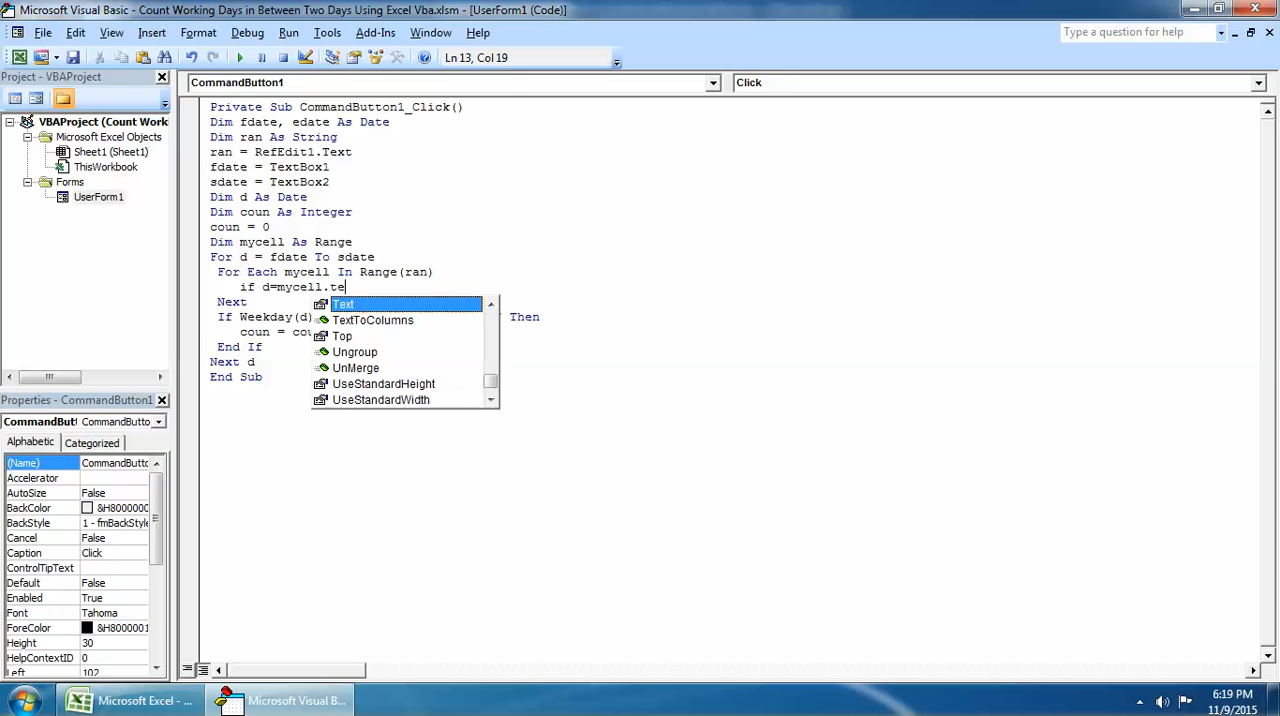 Microsoft Visual Basic - Count Working Days in Between Two Days Using Excel Vba.xlsm - [UserForm1 (Code)]
File Edit View Insert Format Debug Run Tools Add-Ins Window Help
Type a question for help
Ln 13, Col 19
Project - VBAProject
CommandButton1
Click
VBAProject (Count Work
Microsoft Excel Objects
Sheet1 (Sheet1)
ThisWorkbook
Forms
UserForm1
Private Sub CommandButton1_Click()
Dim fdate, edate As Date
Dim ran As String
ran = RefEdit1.Text
fdate = TextBox1
sdate = TextBox2
Dim d As Date
Dim coun As Integer
coun = 0
Dim mycell As Range
For d = fdate To sdate
For Each mycell In Range(ran)
if d=mycell.te
Next
If Weekday(d) Then
coun = cou
End If
Next d
End Sub
Text
TextToColumns
Top
Ungroup
UnMerge
UseStandardHeight
UseStandardWidth
Properties - CommandButton1
CommandBut CommandButto
Alphabetic Categorized
(Name) CommandButto
Accelerator
AutoSize False
BackColor &H8000000
BackStyle 1 - fmBackStyle
Cancel False
Caption Click
ControlTipText
Default False
Enabled True
Font Tahoma
ForeColor &H8000001
Height 30
HelpContextID 0
Left 102
Microsoft Excel - ...
Microsoft Visual B...
6:19 PM
11/9/2015